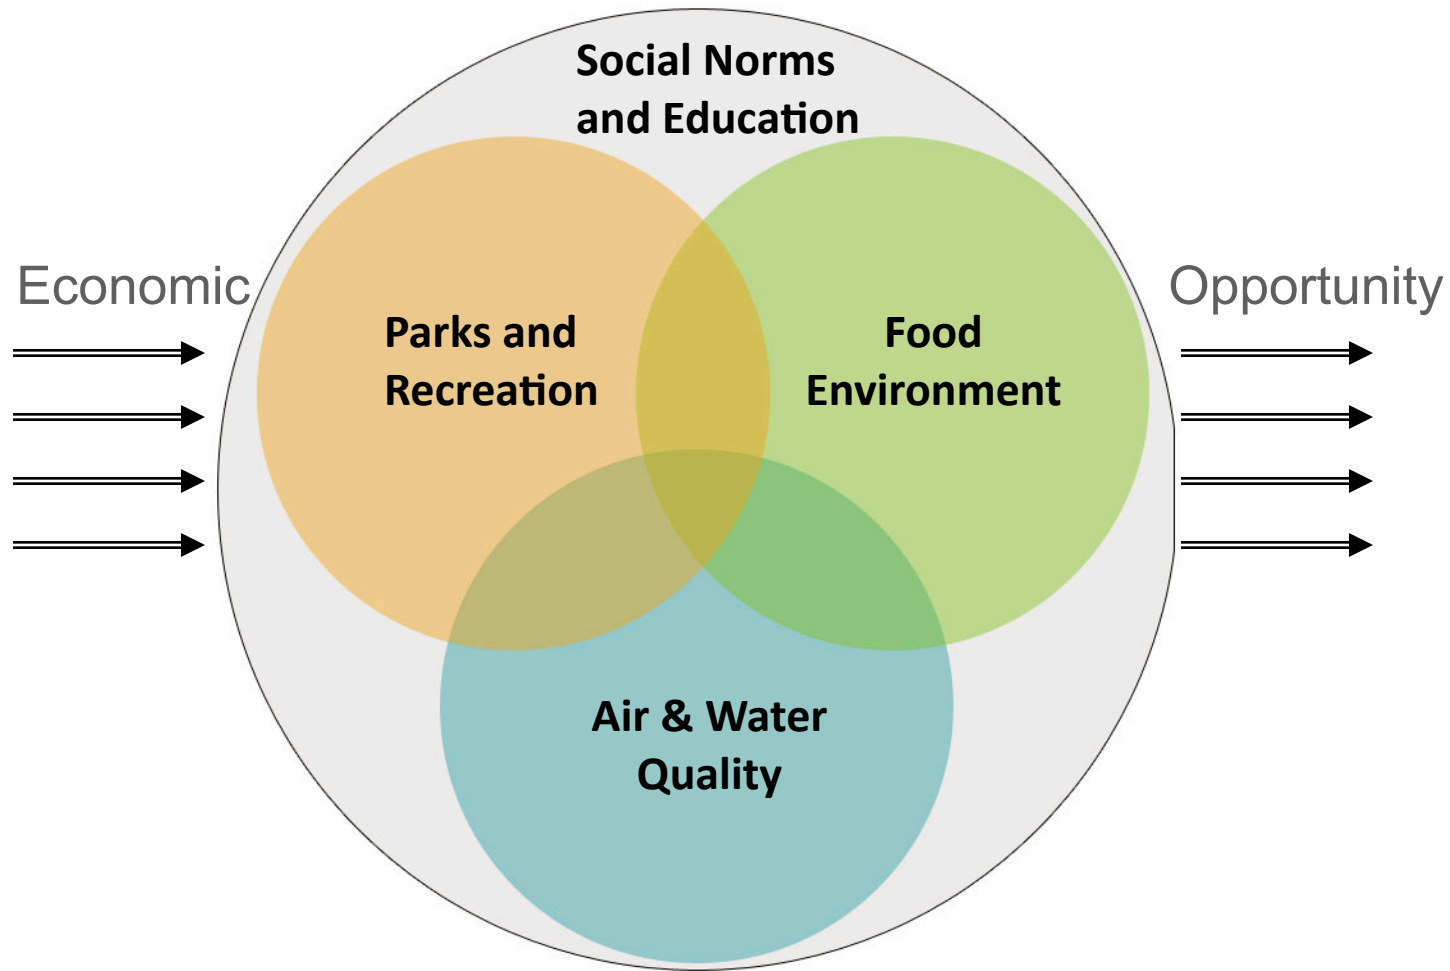 Social Norms
and Education
Economic
Opportunity
Parks and
Recreation
Food
Environment
Air & Water
Quality